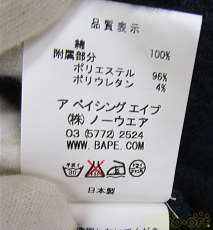 品質表示
綿 100%
附属部分
ポリエステル 96%
ポリウレタン 4%
ア ベイシング エイプ
(株) ノーウエア
03 (5772) 2524
WWW.BAPE.COM
日本製